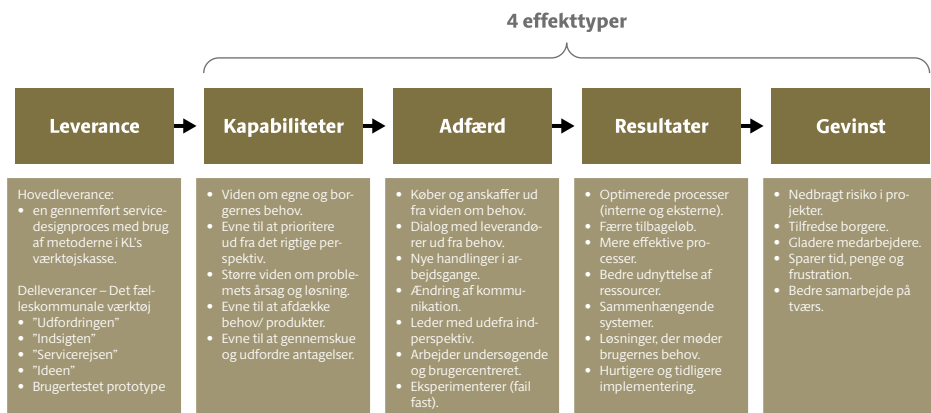 4 effekttyper
Leverance
Kapabiliteter
Adfærd
Resultater
Gevinst
Hovedleverance:
• en gennemført service-
designproces med brug
af metoderne i KL's
værktøjskasse.
Delleverancer – Det fæl-
leskommunale værktøj
• "Udfordringen"
• "Indsigten"
• "Servicerejsen"
• "Ideen"
• Brugertestet prototype
• Viden om egne og bor-
gernes behov.
• Evne til at prioritere
ud fra det rigtige per-
spektiv.
• Større viden om proble-
mets årsag og løsning.
• Evne til at afdække
behov/ produkter.
• Evne til at gennemskue
og udfordre antagelser.
• Køber og anskaffer ud
fra viden om behov.
• Dialog med leverandø-
rer ud fra behov.
• Nye handlinger i ar-
bejdsgange.
• Ændring af kommu-
nikation.
• Leder med udefra ind-
perspektiv.
• Arbejder undersøgende
og brugercentreret.
• Eksperimenterer (fail
fast).
• Optimerede processer
(interne og eksterne).
• Færre tilbageløb.
• Mere effektive pro-
cesser.
• Bedre udnyttelse af
ressourcer.
• Sammenhængende
systemer.
• Løsninger, der møder
brugernes behov.
• Hurtigere og tidligere
implementering.
• Nedbragt risiko i pro-
jekter.
• Tilfredse borgere.
• Gladere medarbejdere.
• Sparer tid, penge og
frustration.
• Bedre samarbejde på
tværs.